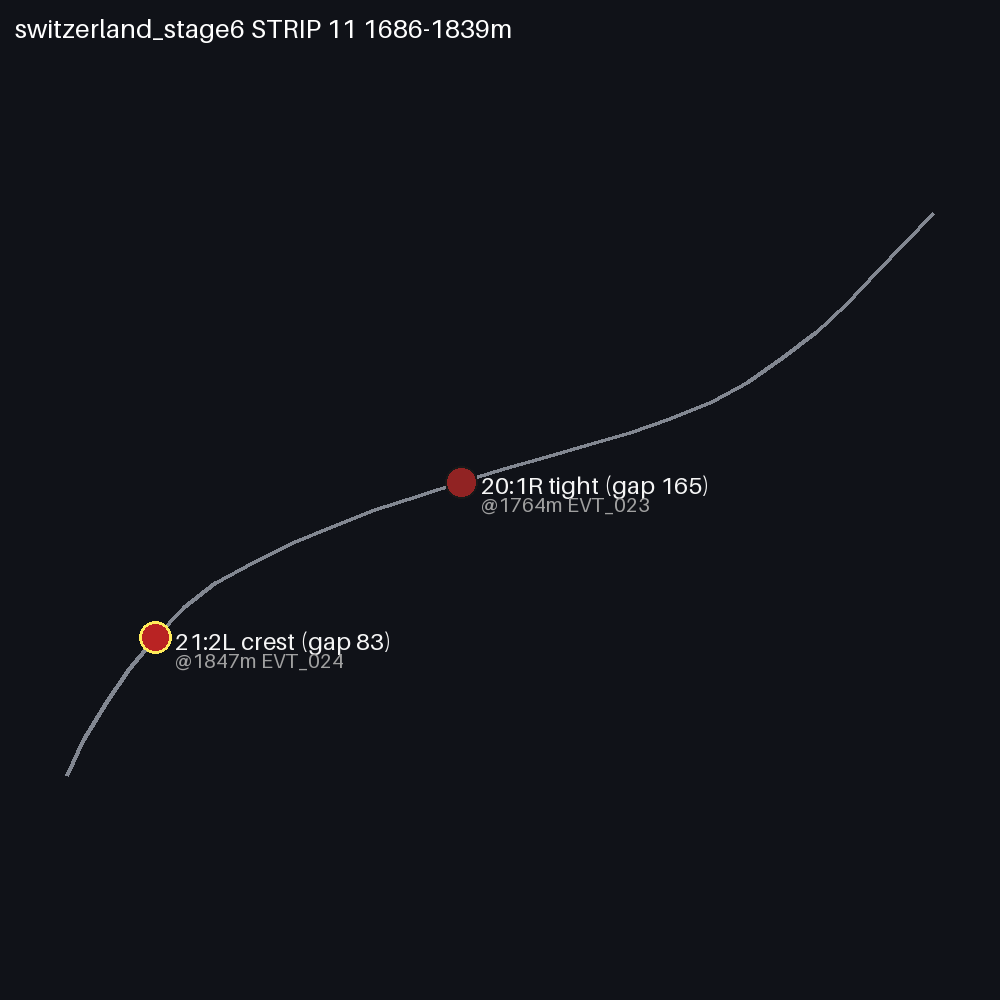 switzerland_stage6 STRIP 11 1686-1839m
20:1R tight (gap 165)
@1764m EVT_023
21:2L crest (gap 83)
@1847m EVT_024